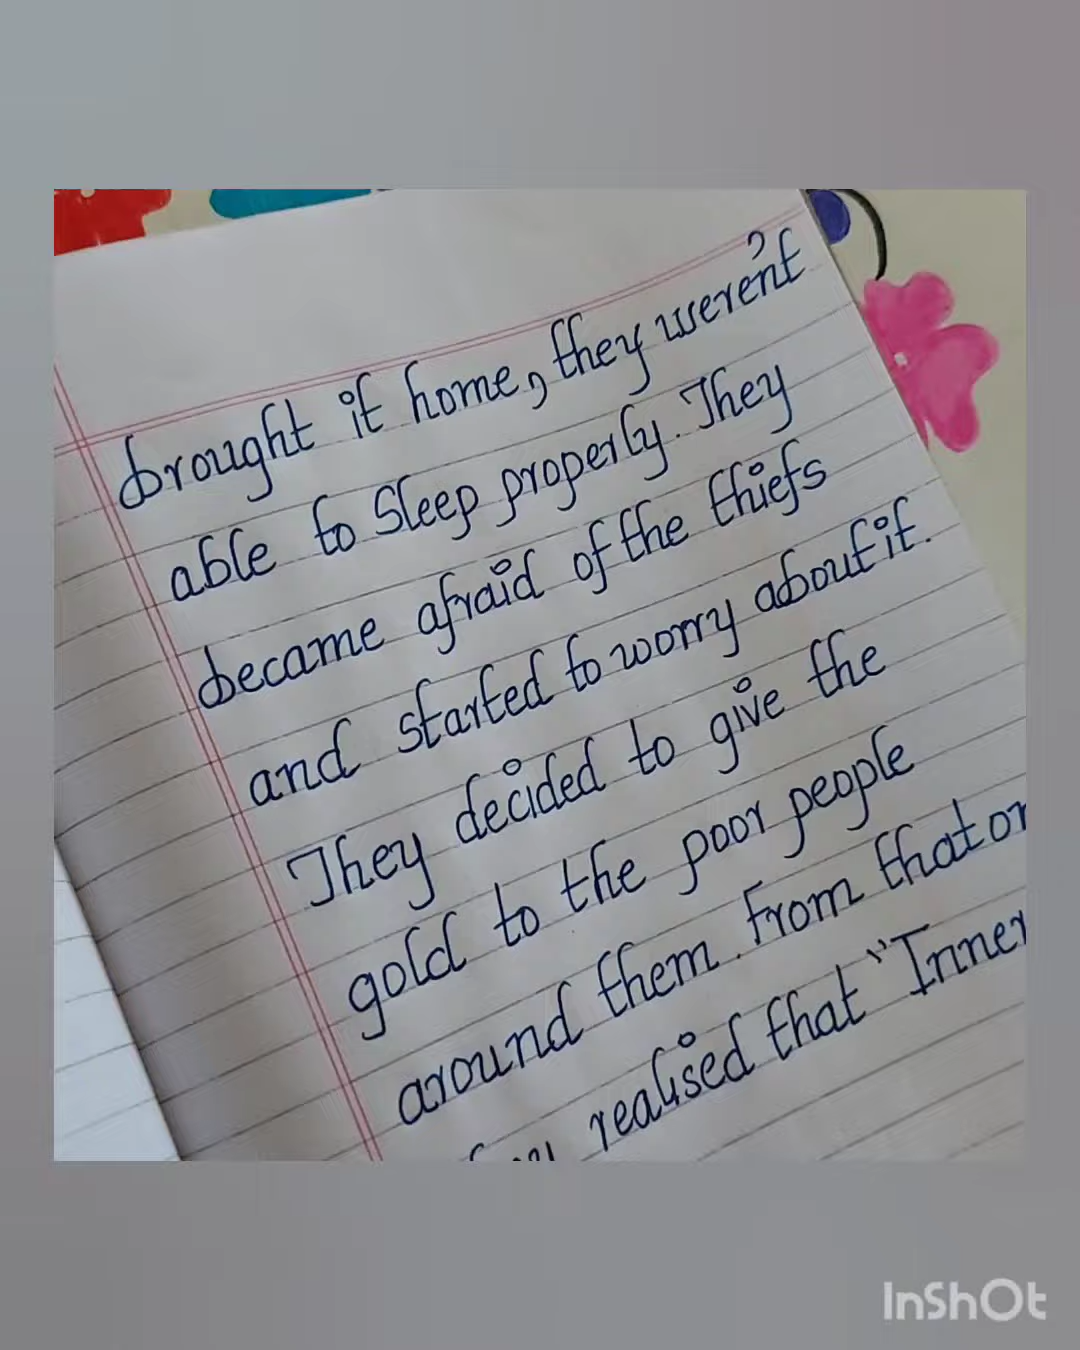 brought it home, they weren't
able to Sleep properly. They
became afraid of the thiefs
and started to worry about it.
They decided to give the
gold to the poor people
around them. From that on
realised that "Inner
InShOt